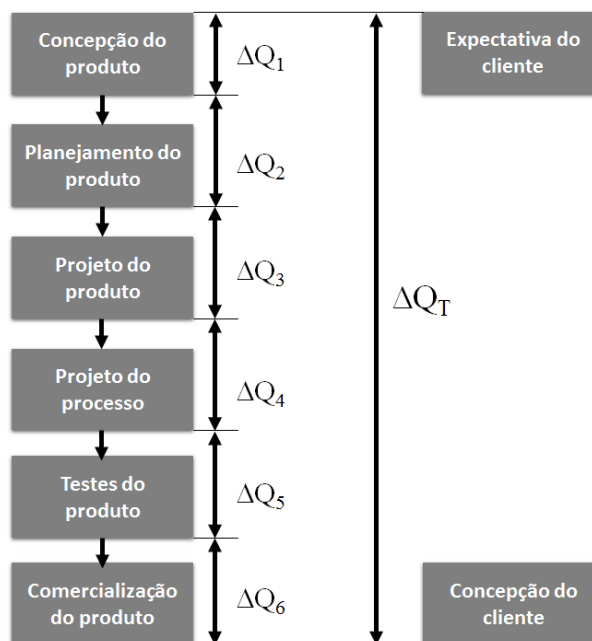 Concepção do
produto
ΔQ1
Expectativa do
cliente
Planejamento do
produto
ΔQ2
Projeto do
produto
ΔQ3
ΔQT
Projeto do
processo
ΔQ4
Testes do
produto
ΔQ5
Comercialização
do produto
ΔQ6
Concepção do
cliente